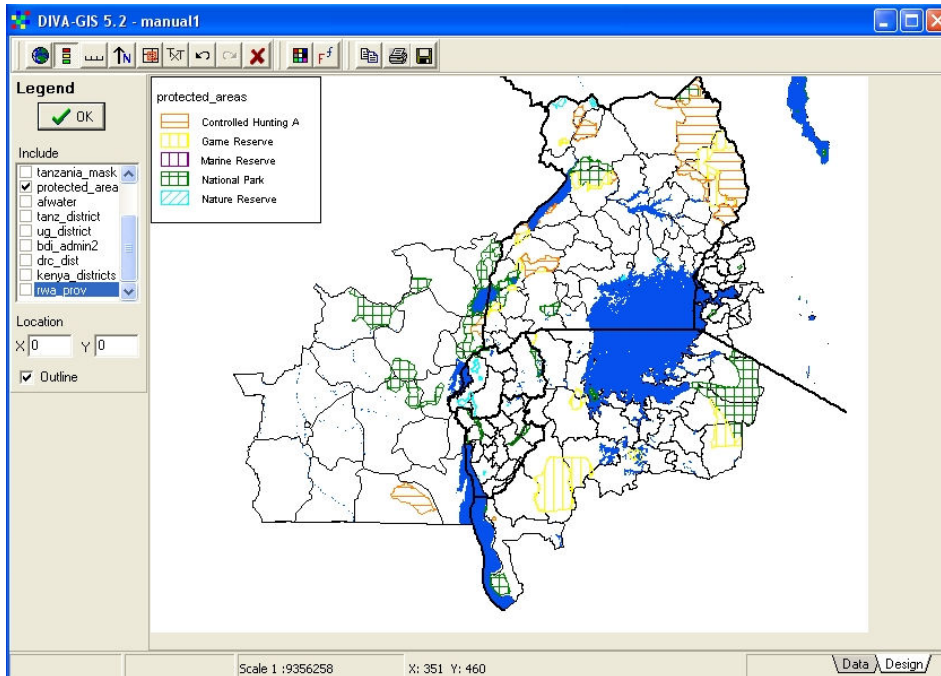 DIVA-GIS 5.2 - manual1
N
TXT
Ff
Legend
OK
Include
tanzania_mask
protected_area
afwater
tanz_district
ug_district
bdi_admin2
drc_dist
kenya_districts
rwa_prov
Location
X 0 Y 0
Outline
protected_areas
Controlled Hunting A
Game Reserve
Marine Reserve
National Park
Nature Reserve
Scale 1 :9356258
X: 351 Y: 460
Data
Design